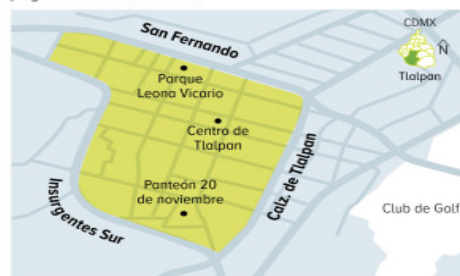 CDMX
N
Tlalpan
San Fernando
Parque
Leona Vicario
Centro de
Tlalpan
Calz. de Tlalpan
Panteón 20
de noviembre
Insurgentes Sur
Club de Golf